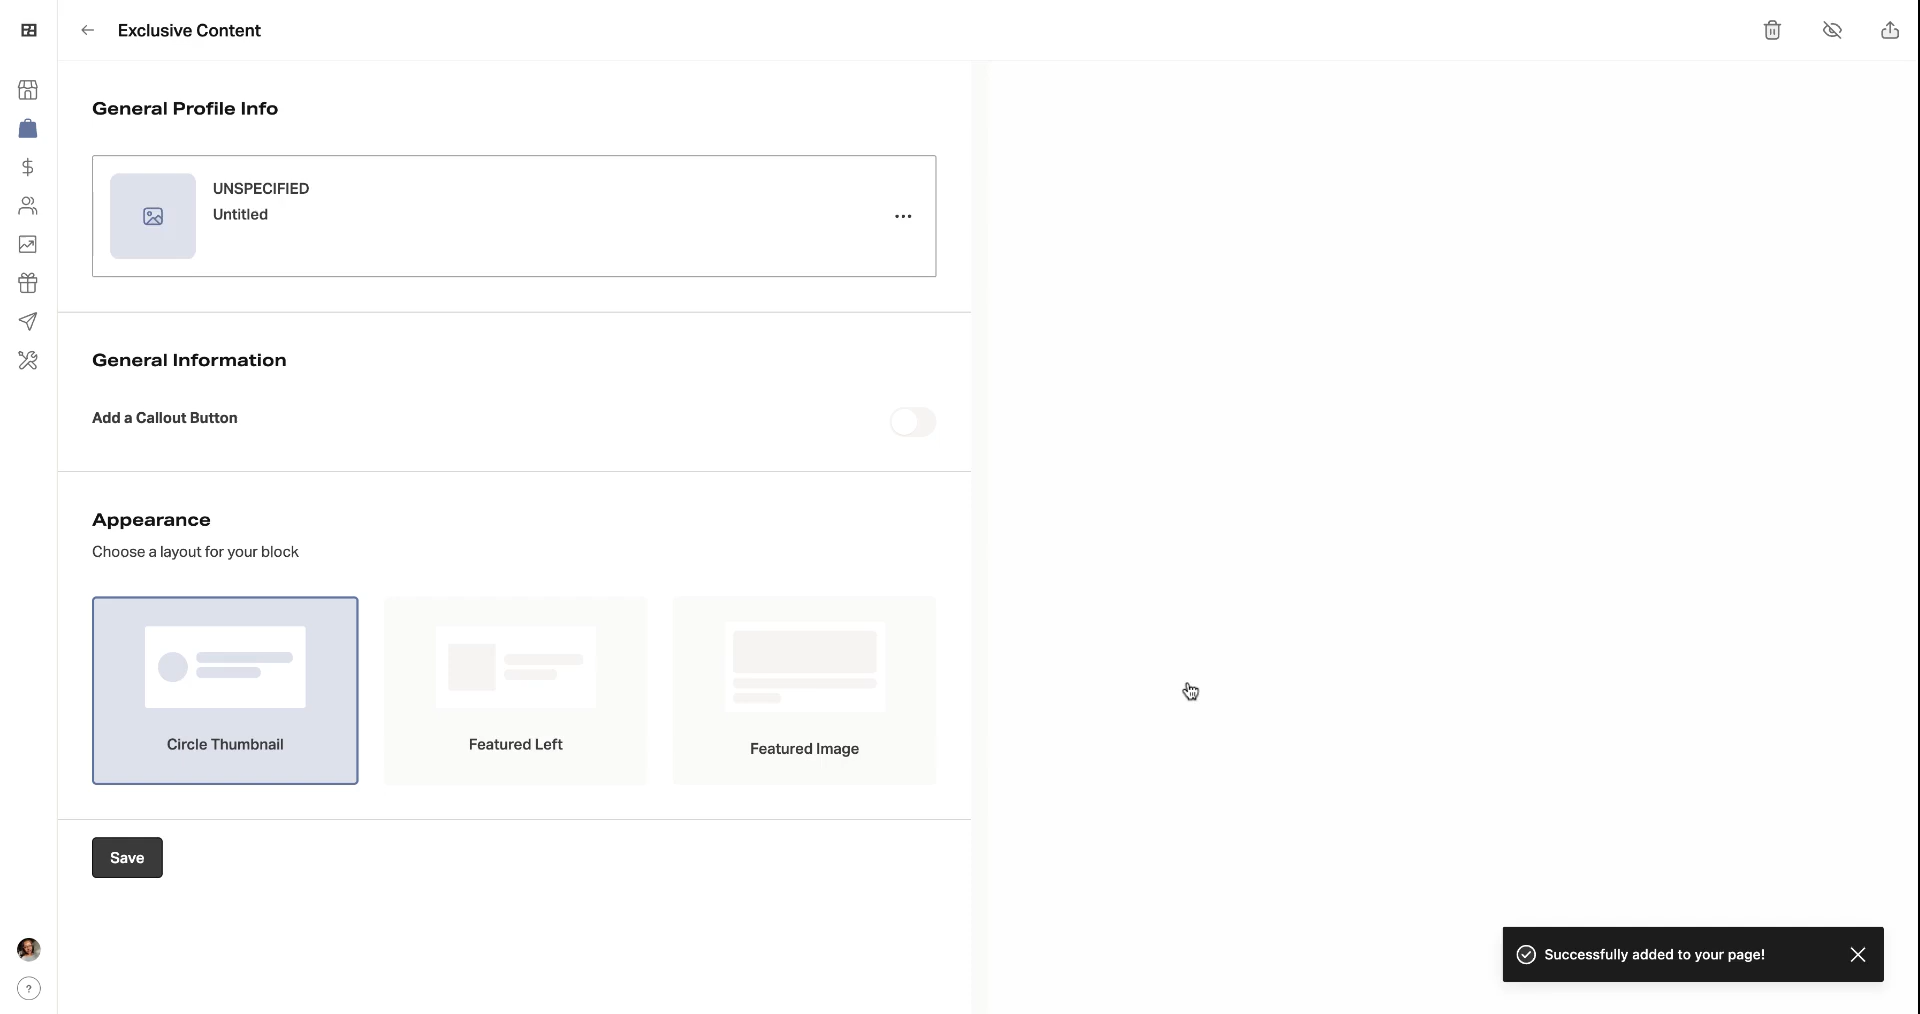 Exclusive Content
General Profile Info
UNSPECIFIED
Untitled
General Information
Add a Callout Button
Appearance
Choose a layout for your block
Circle Thumbnail
Featured Left
Featured Image
Save
Successfully added to your page!
?